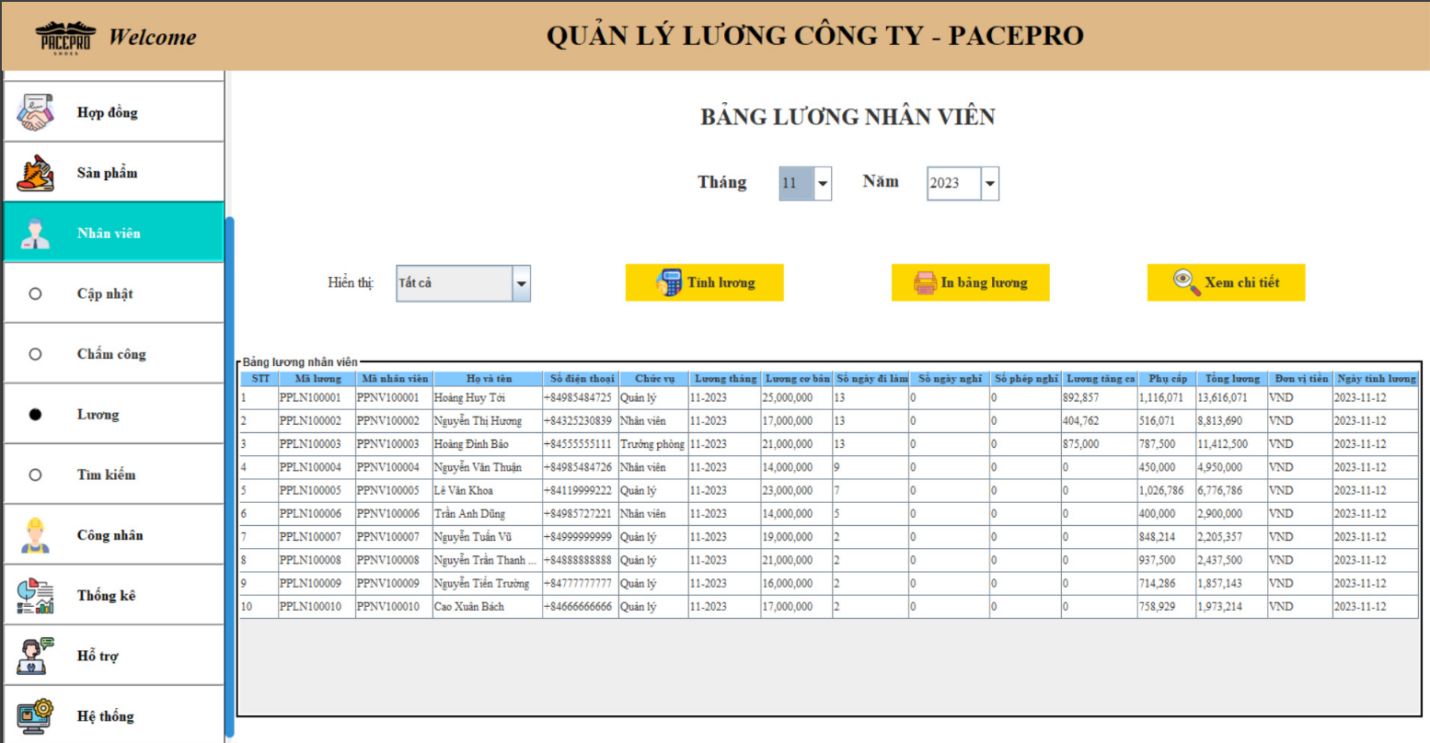 PACEPRO
SHOES
Welcome
QUẢN LÝ LƯƠNG CÔNG TY - PACEPRO
Hợp đồng
Sản phẩm
Nhân viên
Cập nhật
Chấm công
Lương
Tìm kiếm
Công nhân
Thống kê
Hỗ trợ
Hệ thống
BẢNG LƯƠNG NHÂN VIÊN
Tháng 11 Năm 2023
Hiển thị: Tất cả Tính lương In bảng lương Xem chi tiết
Bảng lương nhân viên
STT Mã lương Mã nhân viên Họ và tên Số điện thoại Chức vụ Lương tháng Lương cơ bản Số ngày đi làm Số ngày nghỉ Số phép nghỉ Lương tăng ca Phụ cấp Tổng lương Đơn vị tiền Ngày tính lương
1 PPLN100001 PPNV100001 Hoàng Huy Tới +84985484725 Quản lý 11-2023 25,000,000 13 0 0 892,857 1,116,071 13,616,071 VND 2023-11-12
2 PPLN100002 PPNV100002 Nguyễn Thị Hương +84325230839 Nhân viên 11-2023 17,000,000 13 0 0 404,762 516,071 8,813,690 VND 2023-11-12
3 PPLN100003 PPNV100003 Hoàng Đình Bảo +84555555111 Trưởng phòng 11-2023 21,000,000 13 0 0 875,000 787,500 11,412,500 VND 2023-11-12
4 PPLN100004 PPNV100004 Nguyễn Văn Thuận +84985484726 Nhân viên 11-2023 14,000,000 9 0 0 0 450,000 4,950,000 VND 2023-11-12
5 PPLN100005 PPNV100005 Lê Văn Khoa +84119999222 Quản lý 11-2023 23,000,000 7 0 0 0 1,026,786 6,776,786 VND 2023-11-12
6 PPLN100006 PPNV100006 Trần Anh Dũng +84985727221 Nhân viên 11-2023 14,000,000 5 0 0 0 400,000 2,900,000 VND 2023-11-12
7 PPLN100007 PPNV100007 Nguyễn Tuấn Vũ +84999999999 Quản lý 11-2023 19,000,000 2 0 0 0 848,214 2,205,357 VND 2023-11-12
8 PPLN100008 PPNV100008 Nguyễn Trần Thanh ... +84888888888 Quản lý 11-2023 21,000,000 2 0 0 0 937,500 2,437,500 VND 2023-11-12
9 PPLN100009 PPNV100009 Nguyễn Tiến Trường +84777777777 Quản lý 11-2023 16,000,000 2 0 0 0 714,286 1,857,143 VND 2023-11-12
10 PPLN100010 PPNV100010 Cao Xuân Bách +84666666666 Quản lý 11-2023 17,000,000 2 0 0 0 758,929 1,973,214 VND 2023-11-12